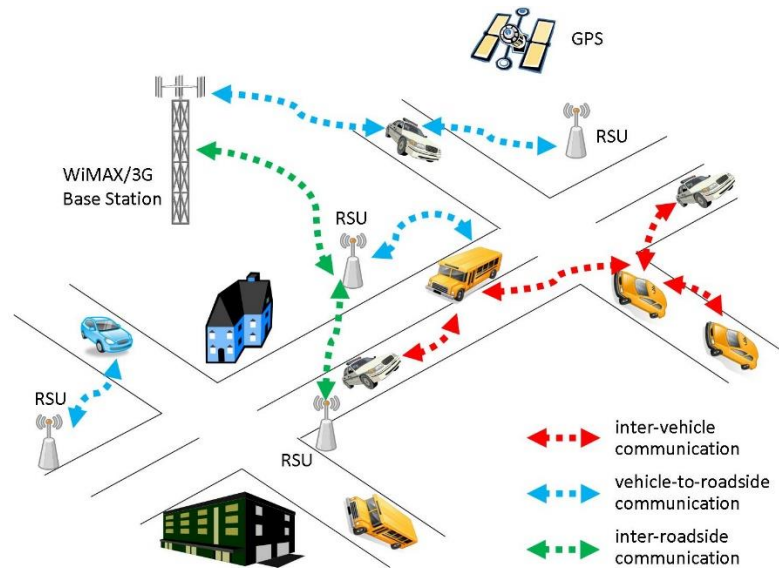 GPS
RSU
WiMAX/3G
Base Station
RSU
RSU
RSU
inter-vehicle
communication
vehicle-to-roadside
communication
inter-roadside
communication